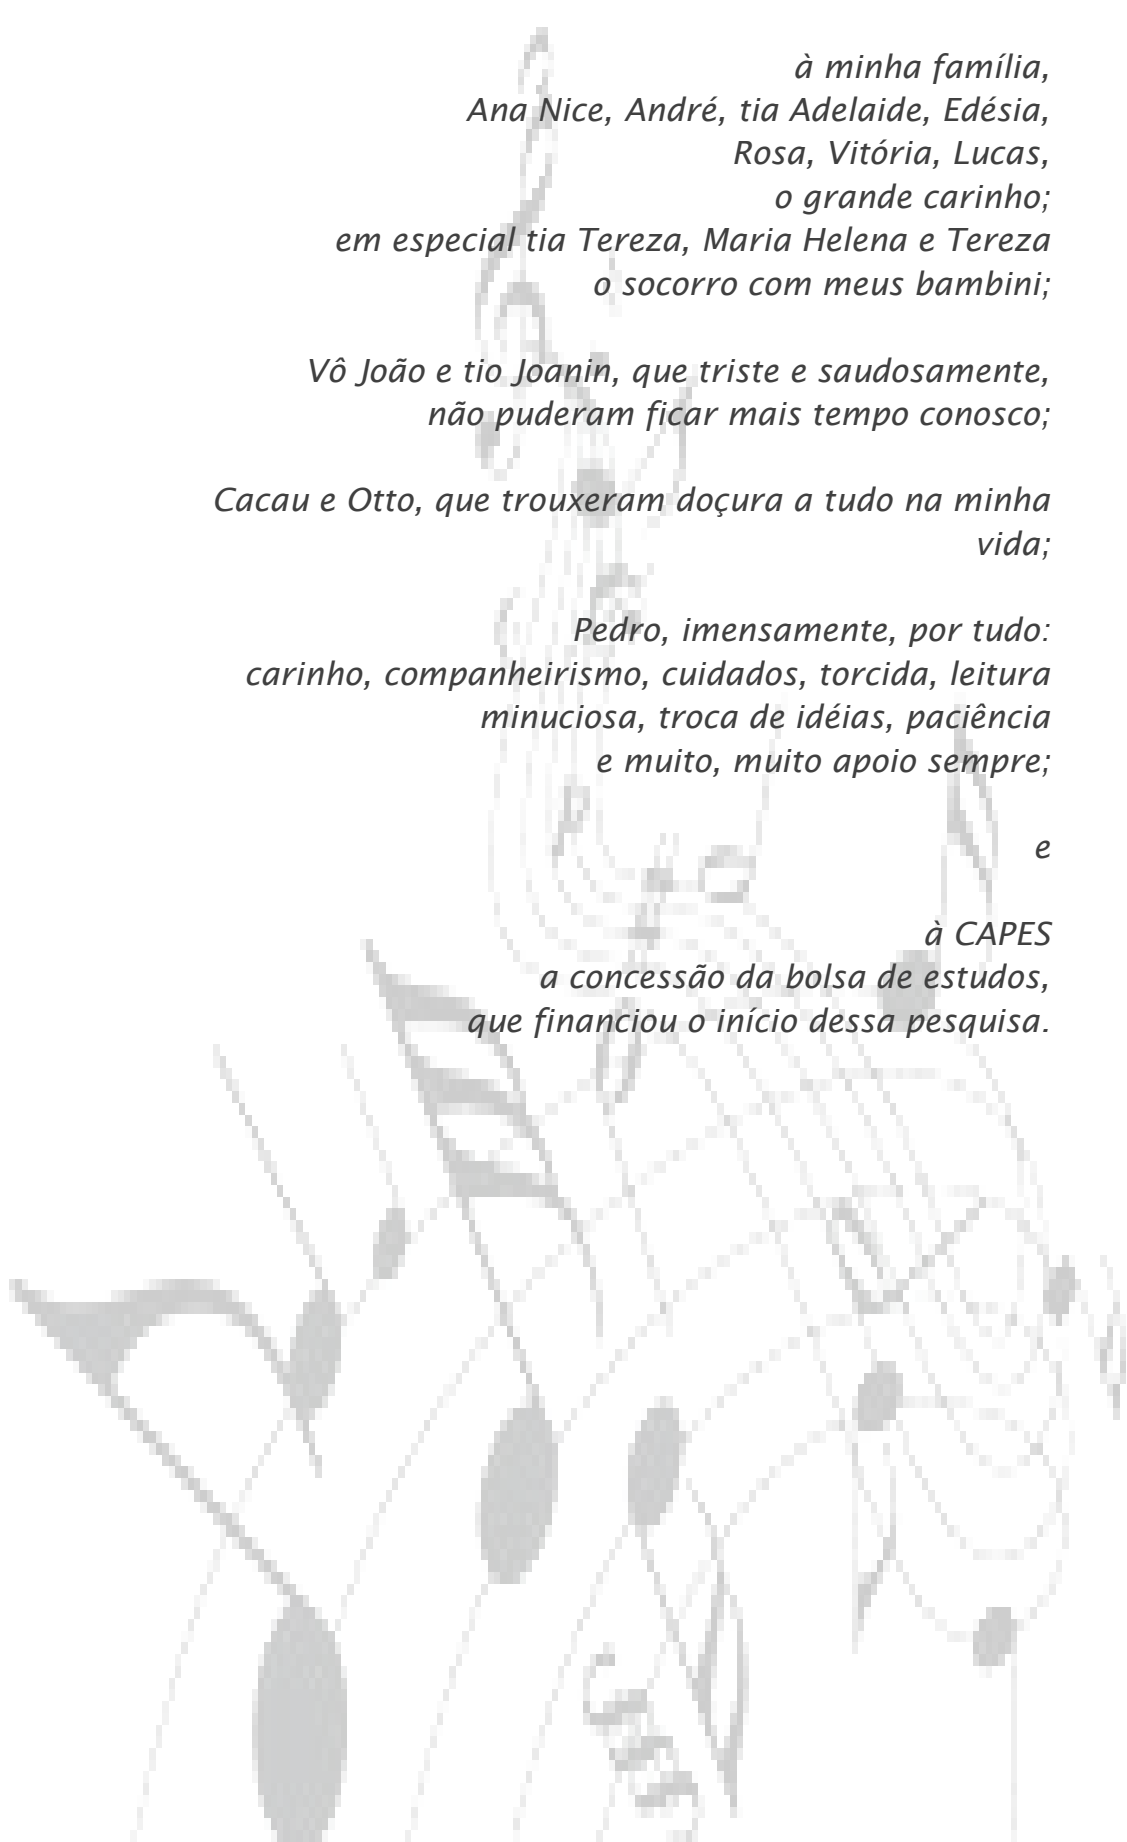 à minha família,
Ana Nice, André, tia Adelaide, Edésia,
Rosa, Vitória, Lucas,
o grande carinho;
em especial tia Tereza, Maria Helena e Tereza
o socorro com meus bambini;
Vô João e tio Joanin, que triste e saudosamente,
não puderam ficar mais tempo conosco;
Cacau e Otto, que trouxeram doçura a tudo na minha
vida;
Pedro, imensamente, por tudo:
carinho, companheirismo, cuidados, torcida, leitura
minuciosa, troca de idéias, paciência
e muito, muito apoio sempre;
e
à CAPES
a concessão da bolsa de estudos,
que financiou o início dessa pesquisa.